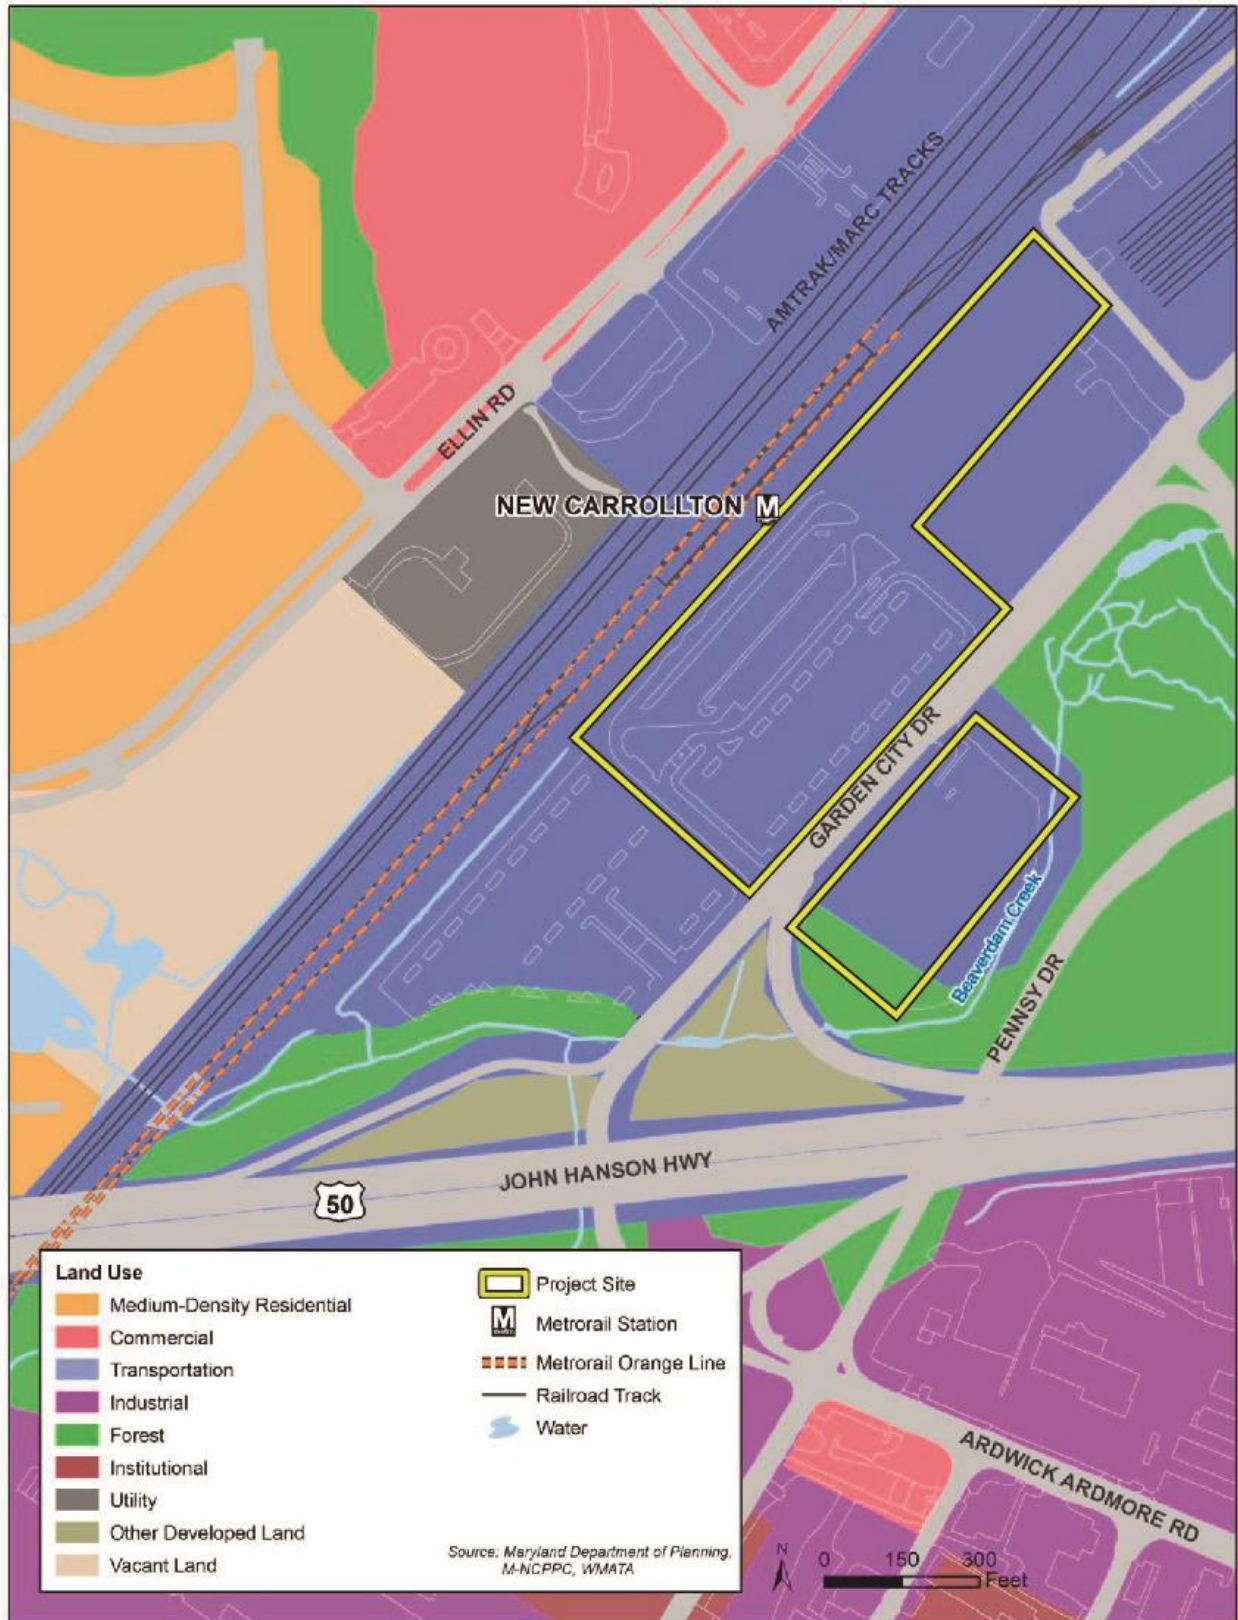 AMTRAK/MARC TRACKS
ELLIN RD
NEW CARROLLTON M
GARDEN CITY DR
Beaverdam Creek
PENNSY DR
JOHN HANSON HWY
50
ARDWICK ARDMORE RD
Land Use
Medium-Density Residential
Commercial
Transportation
Industrial
Forest
Institutional
Utility
Other Developed Land
Vacant Land
Project Site
M
Metrorail Station
Metrorail Orange Line
Railroad Track
Water
Source: Maryland Department of Planning,
M-NCPPC, WMATA
N
0 150 300
Feet